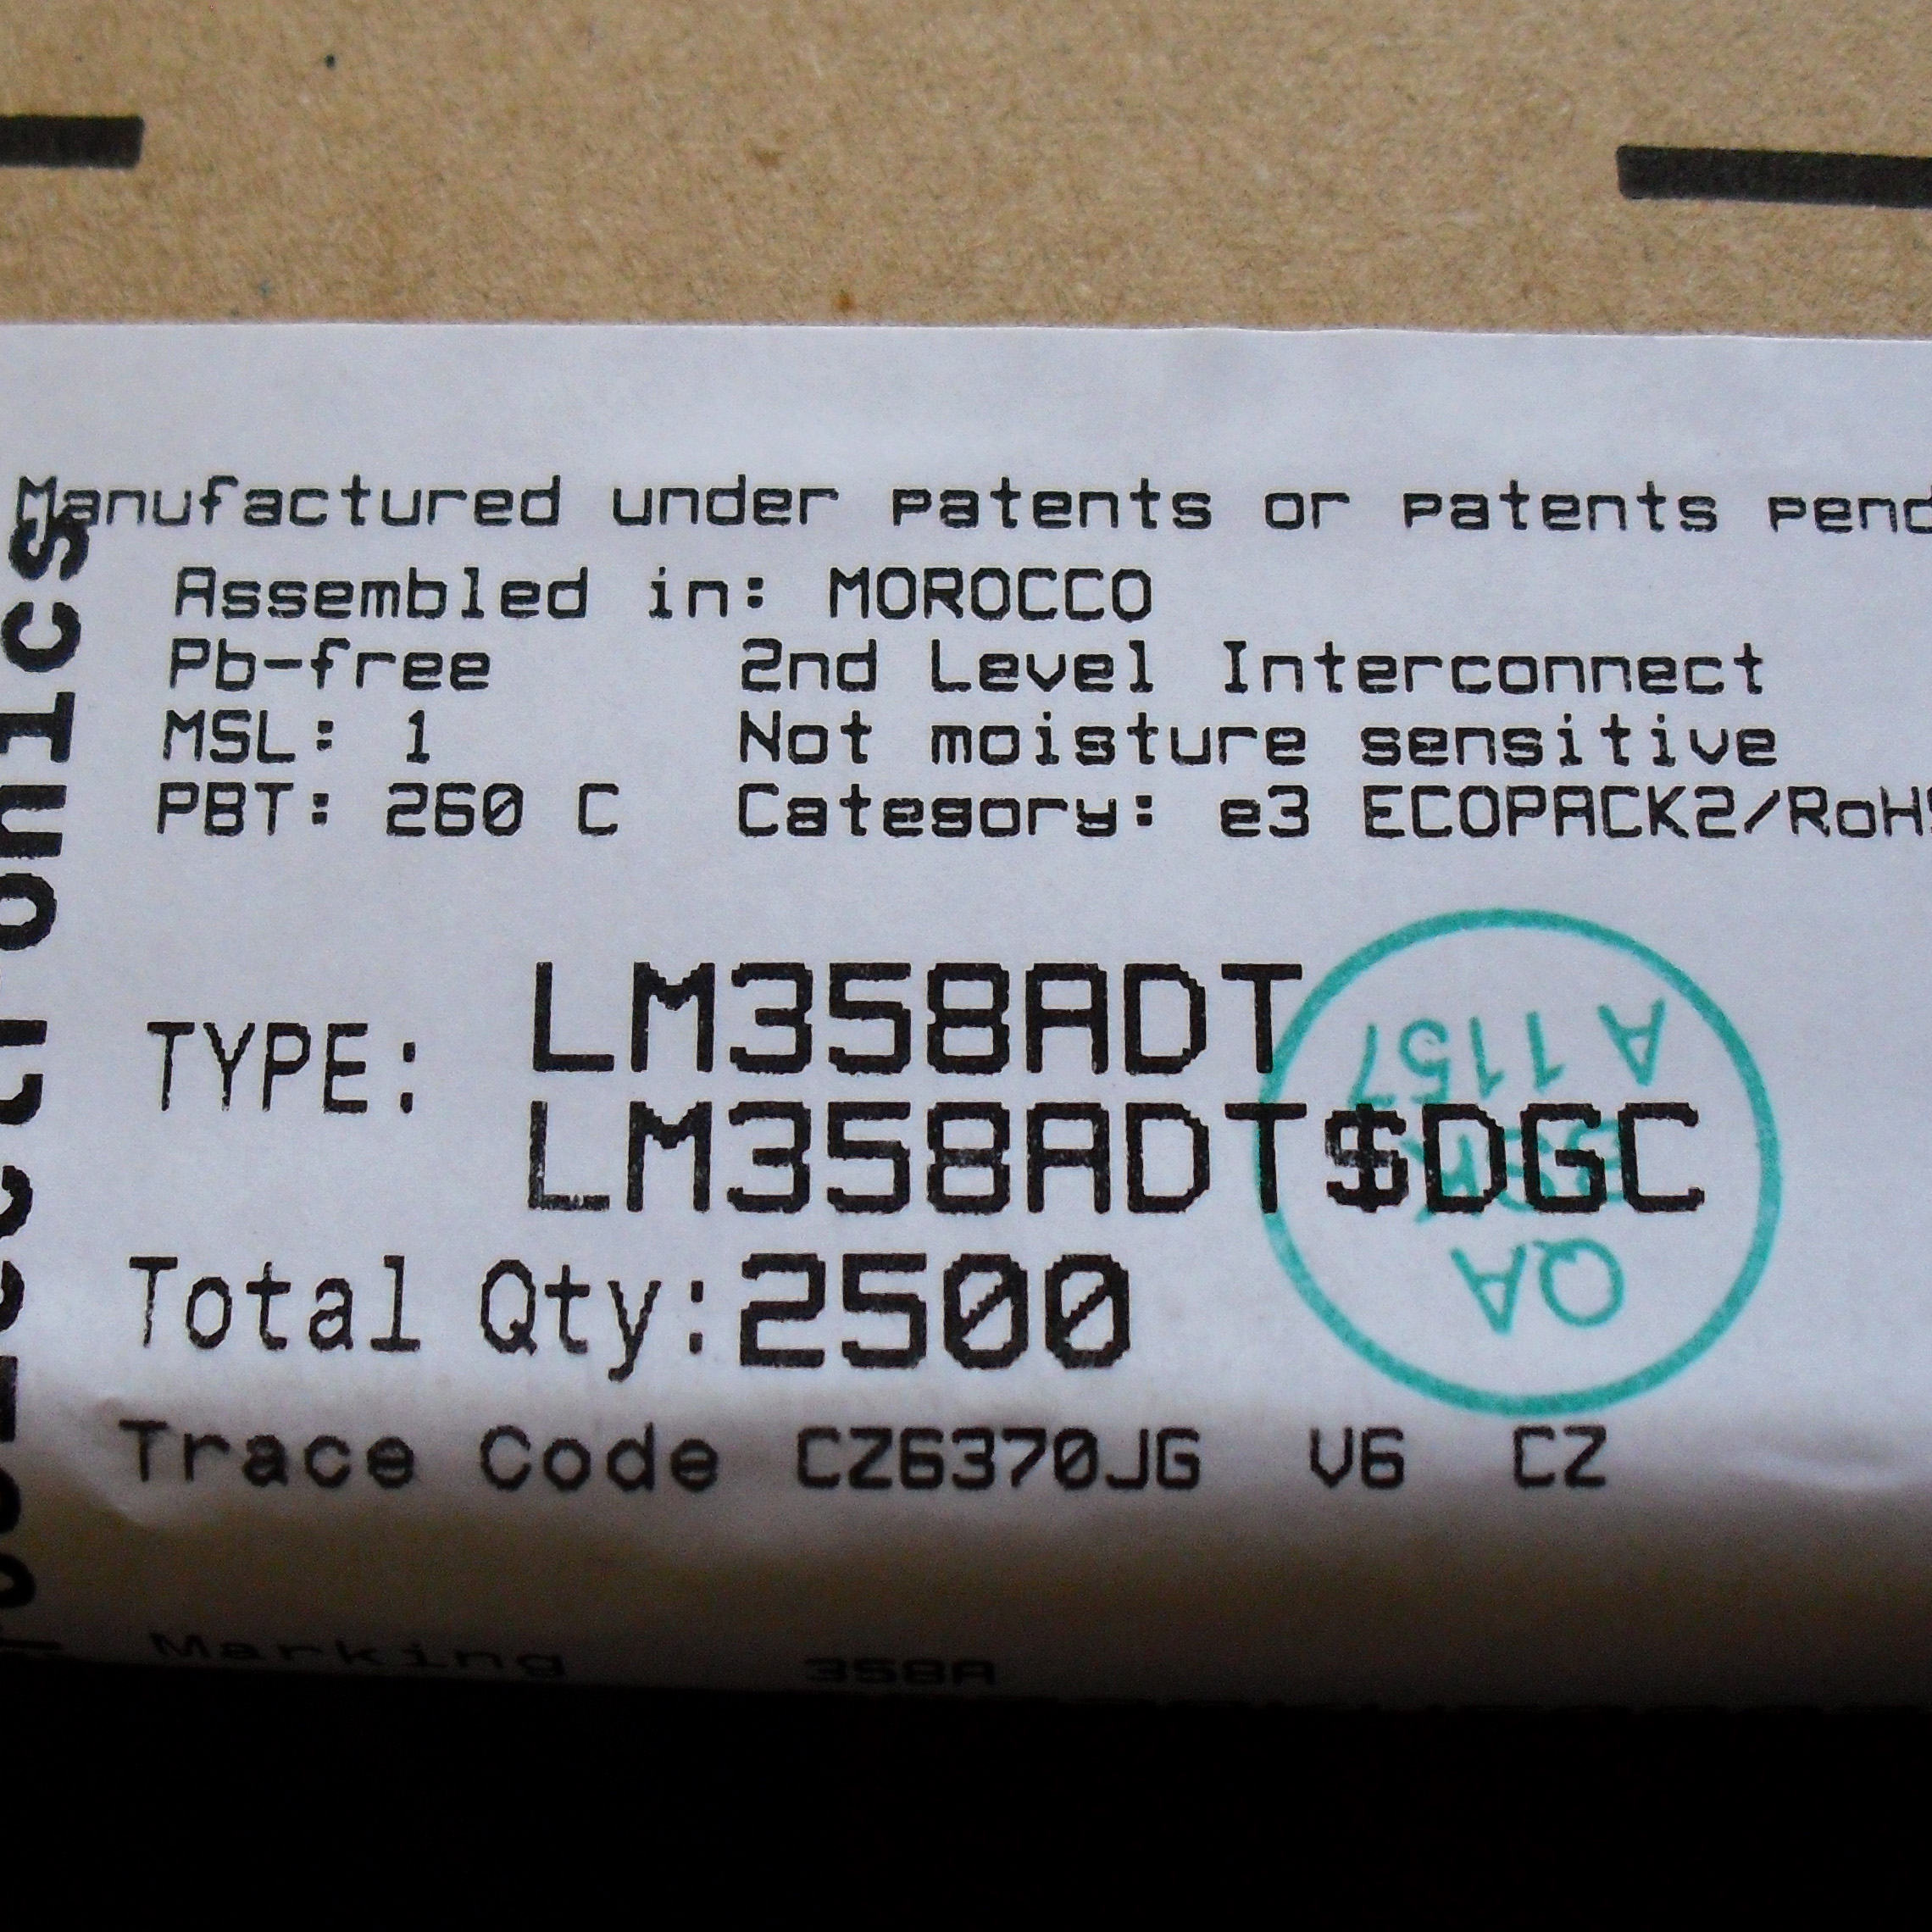 Manufactured under patents or patents pend
Assembled in: MOROCCO
Pb-free 2nd Level Interconnect
MSL: 1 Not moisture sensitive
PBT: 260 C Category: e3 ECOPACK2/RoHS
TYPE: LM358ADT
LM358ADT$DGC
Total Qty:2500
Trace Code CZ6370JG V6 CZ
Marking 358A
QA
A 1157